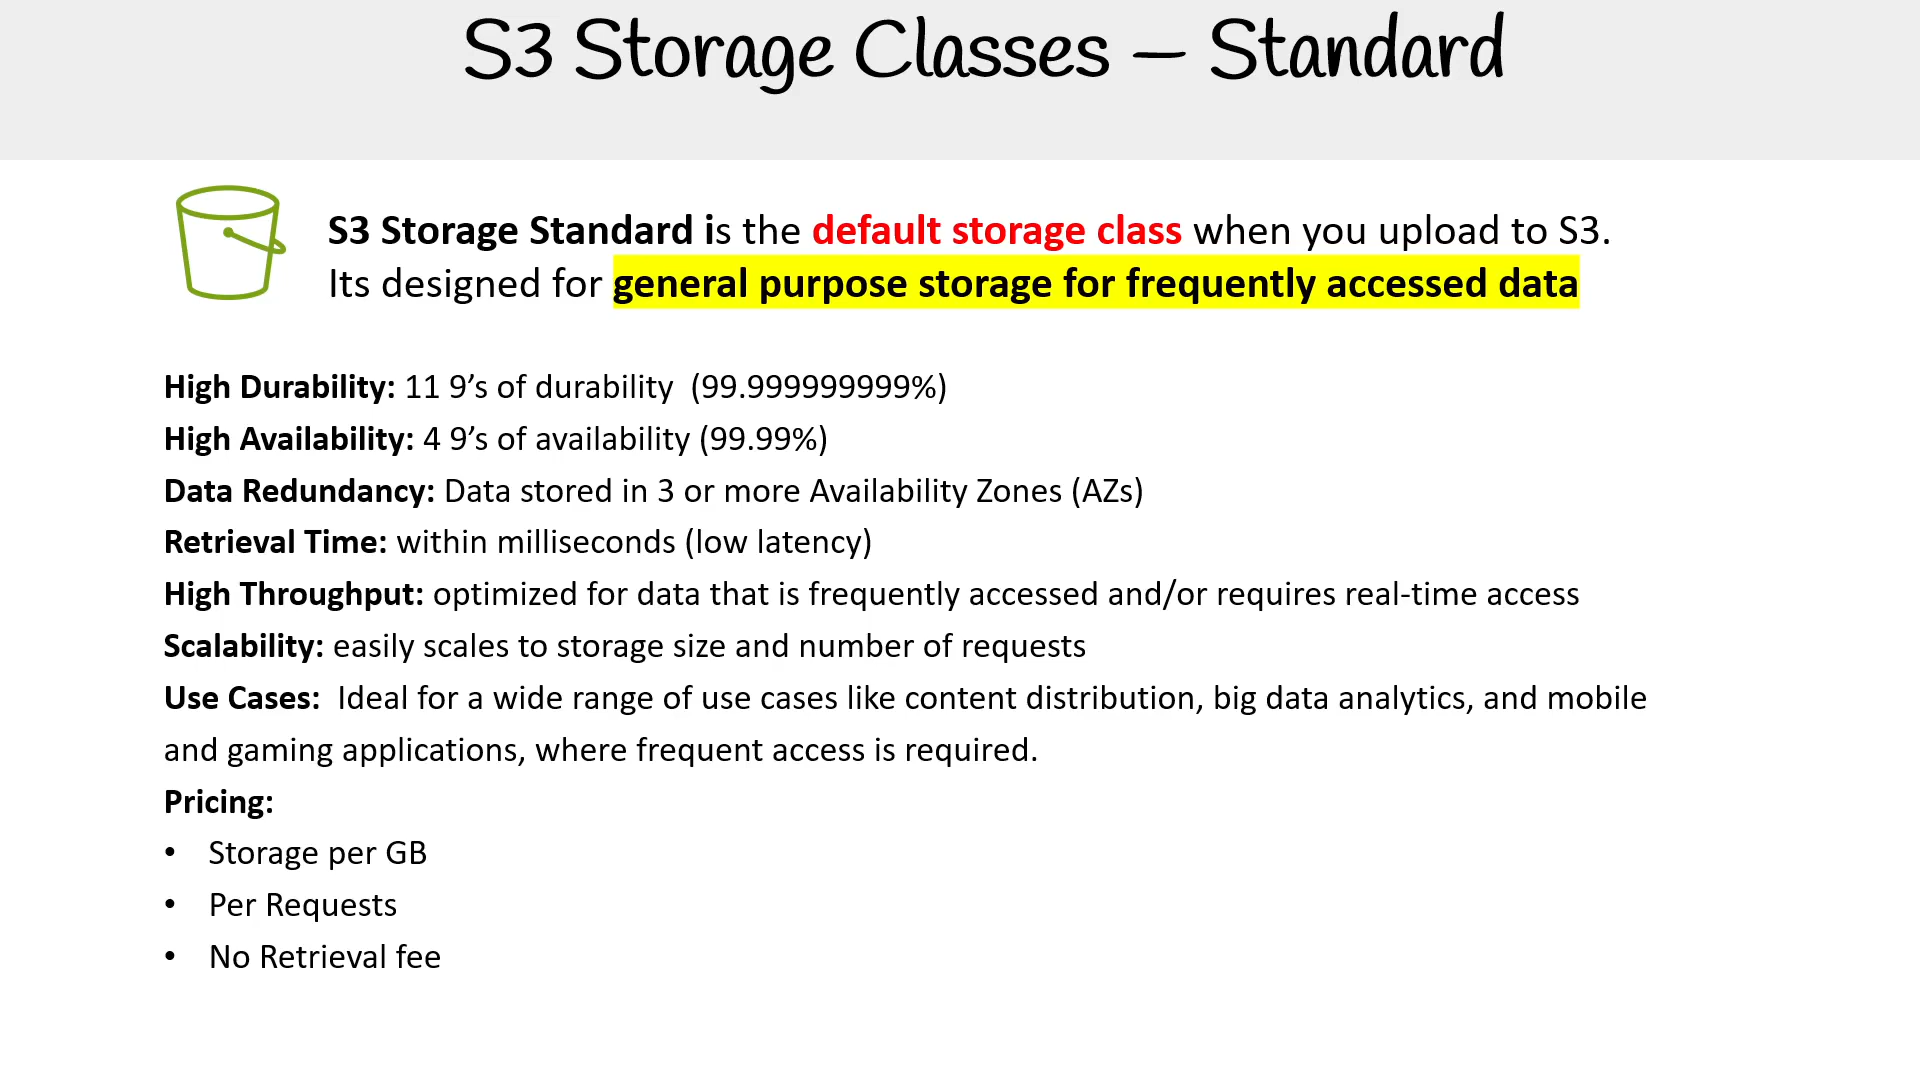 S3 Storage Classes – Standard
S3 Storage Standard is the default storage class when you upload to S3.
Its designed for general purpose storage for frequently accessed data
High Durability: 11 9’s of durability  (99.999999999%)
High Availability: 4 9’s of availability (99.99%)
Data Redundancy: Data stored in 3 or more Availability Zones (AZs)
Retrieval Time: within milliseconds (low latency)
High Throughput: optimized for data that is frequently accessed and/or requires real-time access
Scalability: easily scales to storage size and number of requests
Use Cases:  Ideal for a wide range of use cases like content distribution, big data analytics, and mobile
and gaming applications, where frequent access is required.
Pricing:
• Storage per GB
• Per Requests
• No Retrieval fee